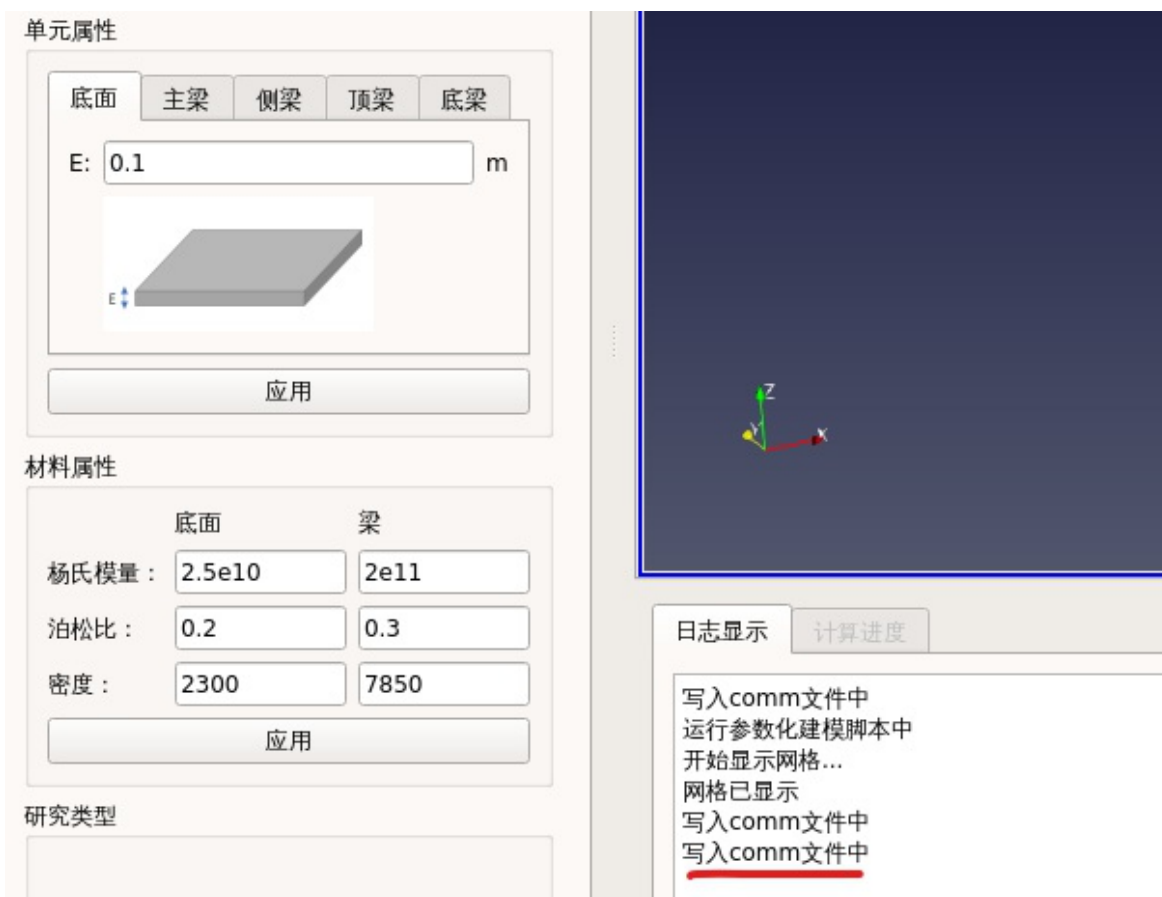 单元属性
底面 主梁 侧梁 顶梁 底梁
E: 0.1 m
E
应用
材料属性
底面 梁
杨氏模量： 2.5e10 2e11
泊松比： 0.2 0.3
密度： 2300 7850
应用
研究类型
Z
Y
X
日志显示 计算进度
写入comm文件中
运行参数化建模脚本中
开始显示网格...
网格已显示
写入comm文件中
写入comm文件中